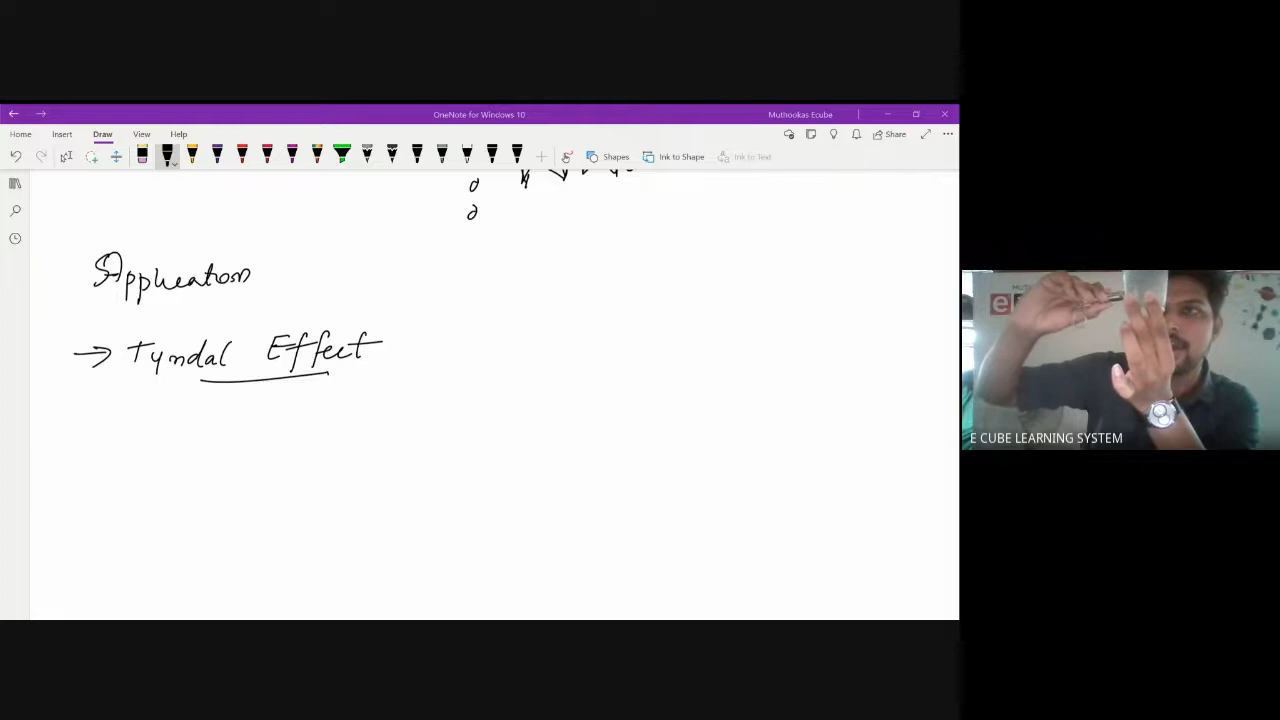 OneNote for Windows 10
Muthookas Ecube
Home Insert Draw View Help
Shapes Ink to Shape Ink to Text Share
Application
→ Tyndal Effect
e
E CUBE LEARNING SYSTEM